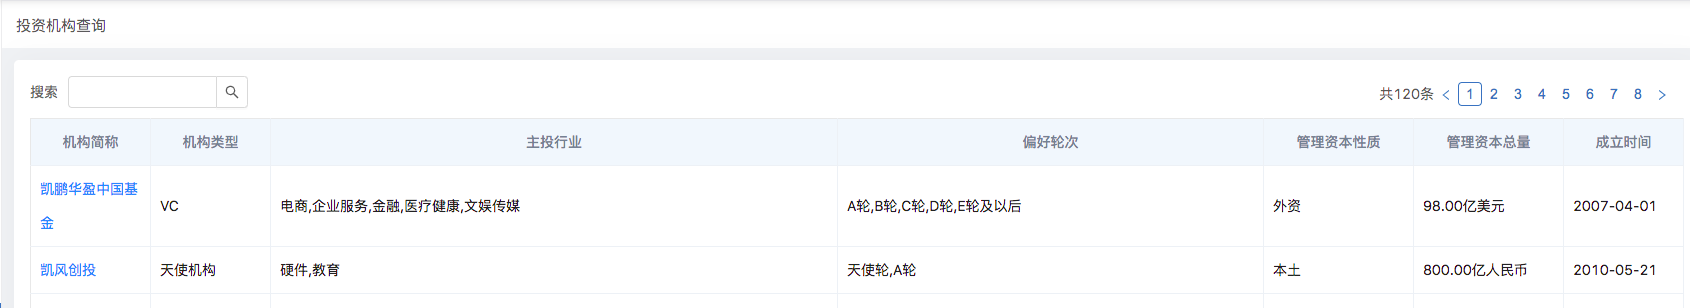 投资机构查询
搜索 共120条 < 1 2 3 4 5 6 7 8 >
机构简称 机构类型 主投行业 偏好轮次 管理资本性质 管理资本总量 成立时间
凯鹏华盈中国基
金 VC 电商,企业服务,金融,医疗健康,文娱传媒 A轮,B轮,C轮,D轮,E轮及以后 外资 98.00亿美元 2007-04-01
凯风创投 天使机构 硬件,教育 天使轮,A轮 本土 800.00亿人民币 2010-05-21